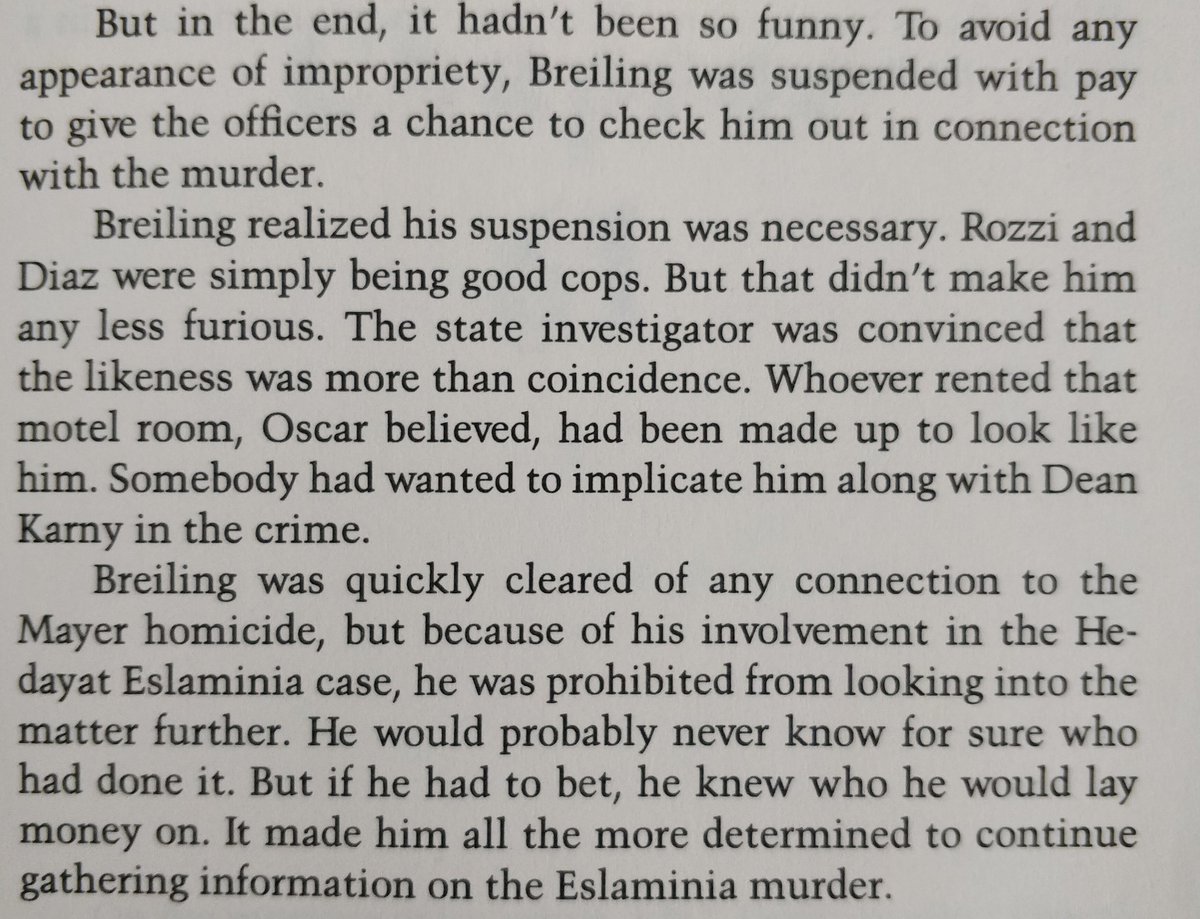 But in the end, it hadn't been so funny. To avoid any
appearance of impropriety, Breiling was suspended with pay
to give the officers a chance to check him out in connection
with the murder.
Breiling realized his suspension was necessary. Rozzi and
Diaz were simply being good cops. But that didn't make him
any less furious. The state investigator was convinced that
the likeness was more than coincidence. Whoever rented that
motel room, Oscar believed, had been made up to look like
him. Somebody had wanted to implicate him along with Dean
Karny in the crime.
Breiling was quickly cleared of any connection to the
Mayer homicide, but because of his involvement in the He-
dayat Eslaminia case, he was prohibited from looking into the
matter further. He would probably never know for sure who
had done it. But if he had to bet, he knew who he would lay
money on. It made him all the more determined to continue
gathering information on the Eslaminia murder.